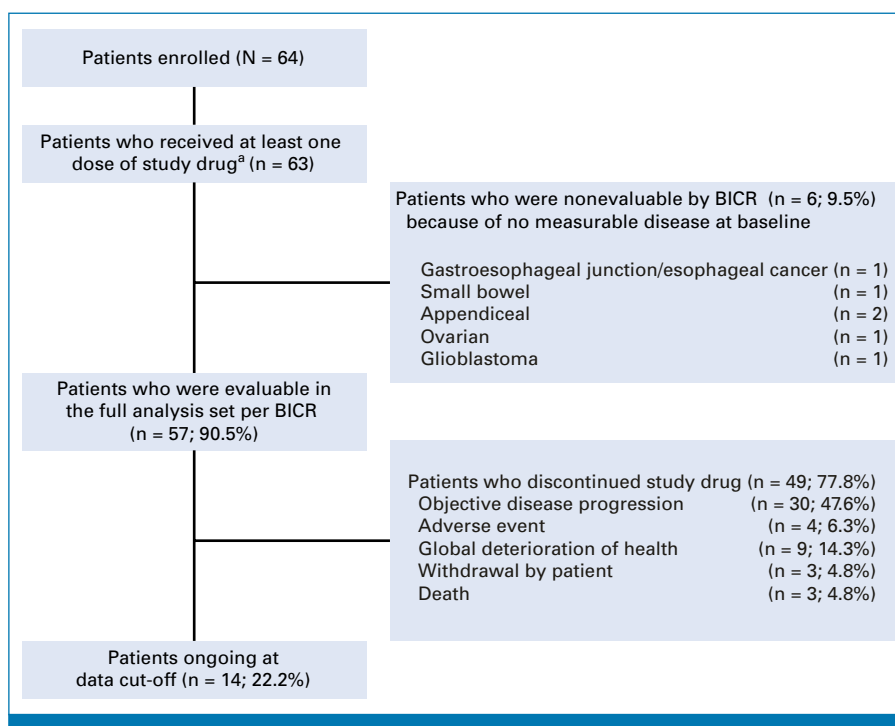 Patients enrolled (N = 64)
Patients who received at least one
dose of study drugᵃ (n = 63)
Patients who were nonevaluable by BICR (n = 6; 9.5%)
because of no measurable disease at baseline
Gastroesophageal junction/esophageal cancer (n = 1)
Small bowel (n = 1)
Appendiceal (n = 2)
Ovarian (n = 1)
Glioblastoma (n = 1)
Patients who were evaluable in
the full analysis set per BICR
(n = 57; 90.5%)
Patients who discontinued study drug (n = 49; 77.8%)
Objective disease progression (n = 30; 47.6%)
Adverse event (n = 4; 6.3%)
Global deterioration of health (n = 9; 14.3%)
Withdrawal by patient (n = 3; 4.8%)
Death (n = 3; 4.8%)
Patients ongoing at
data cut-off (n = 14; 22.2%)